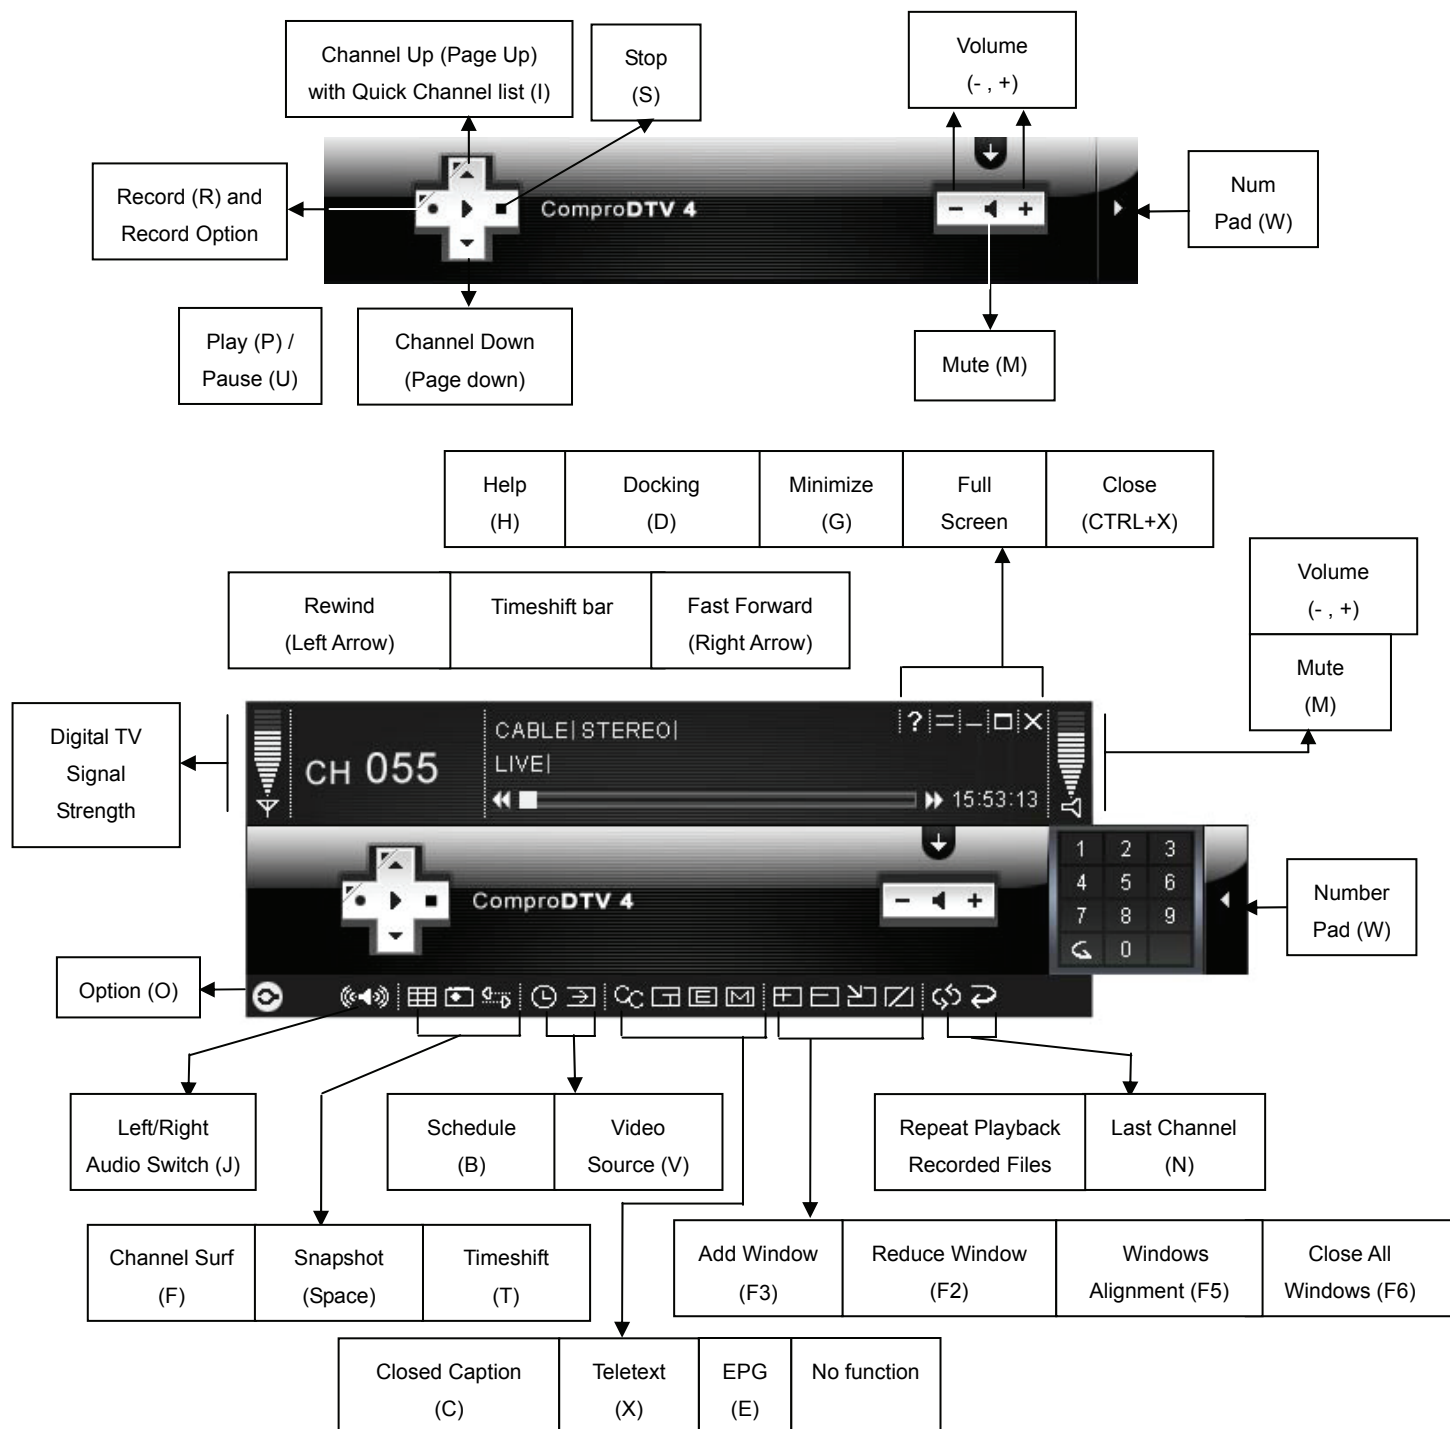 Channel Up (Page Up)
with Quick Channel list (I)
Stop
(S)
Volume
(- , +)
Record (R) and
Record Option
ComproDTV 4
- +
Num
Pad (W)
Play (P) /
Pause (U)
Channel Down
(Page down)
Mute (M)
Help
(H)
Docking
(D)
Minimize
(G)
Full
Screen
Close
(CTRL+X)
Rewind
(Left Arrow)
Timeshift bar
Fast Forward
(Right Arrow)
Volume
(- , +)
Mute
(M)
Digital TV
Signal
Strength
CH 055
CABLE| STEREO|
LIVE|
15:53:13
?
ComproDTV 4
- +
1 2 3
4 5 6
7 8 9
0
Number
Pad (W)
Option (O)
CC E M
Left/Right
Audio Switch (J)
Schedule
(B)
Video
Source (V)
Repeat Playback
Recorded Files
Last Channel
(N)
Channel Surf
(F)
Snapshot
(Space)
Timeshift
(T)
Add Window
(F3)
Reduce Window
(F2)
Windows
Alignment (F5)
Close All
Windows (F6)
Closed Caption
(C)
Teletext
(X)
EPG
(E)
No function